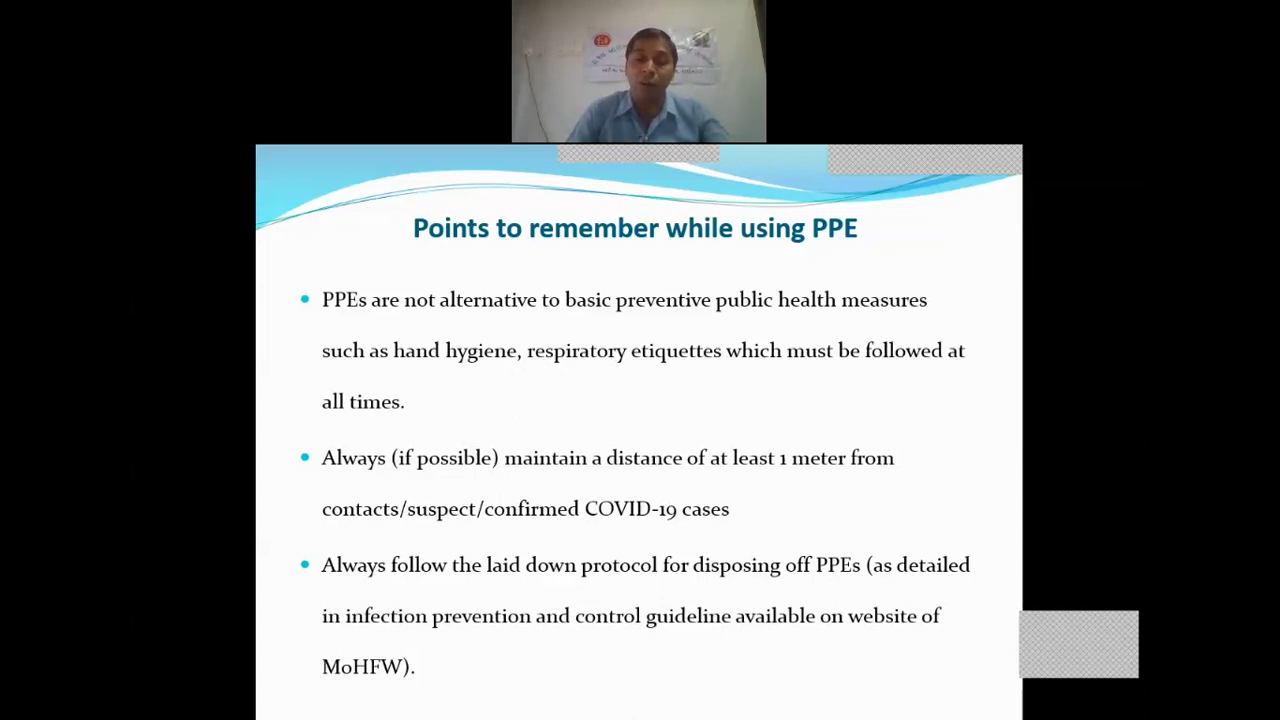 Points to remember while using PPE
PPEs are not alternative to basic preventive public health measures
such as hand hygiene, respiratory etiquettes which must be followed at
all times.
Always (if possible) maintain a distance of at least 1 meter from
contacts/suspect/confirmed COVID-19 cases
Always follow the laid down protocol for disposing off PPEs (as detailed
in infection prevention and control guideline available on website of
MoHFW).